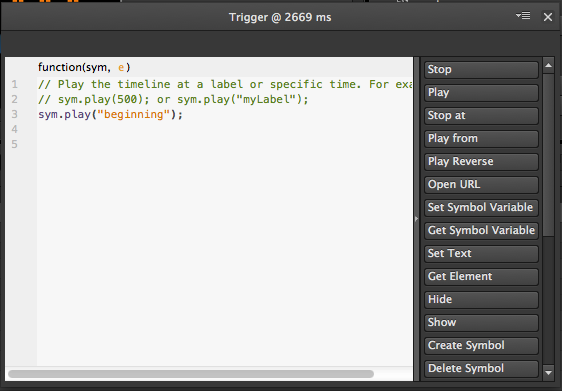 Trigger @ 2669 ms
function(sym, e)
1 // Play the timeline at a label or specific time. For exa
2 // sym.play(500); or sym.play("myLabel");
3 sym.play("beginning");
4
5
Stop
Play
Stop at
Play from
Play Reverse
Open URL
Set Symbol Variable
Get Symbol Variable
Set Text
Get Element
Hide
Show
Create Symbol
Delete Symbol